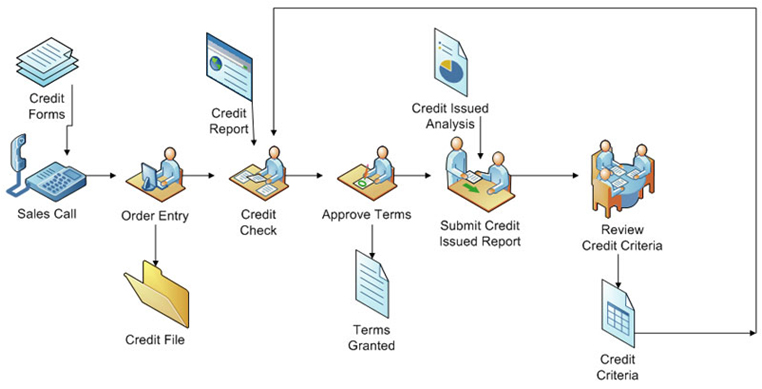 Credit
Forms
Credit
Report
Credit Issued
Analysis
Sales Call
Order Entry
Credit
Check
Approve Terms
Submit Credit
Issued Report
Review
Credit Criteria
Credit File
Terms
Granted
Credit
Criteria